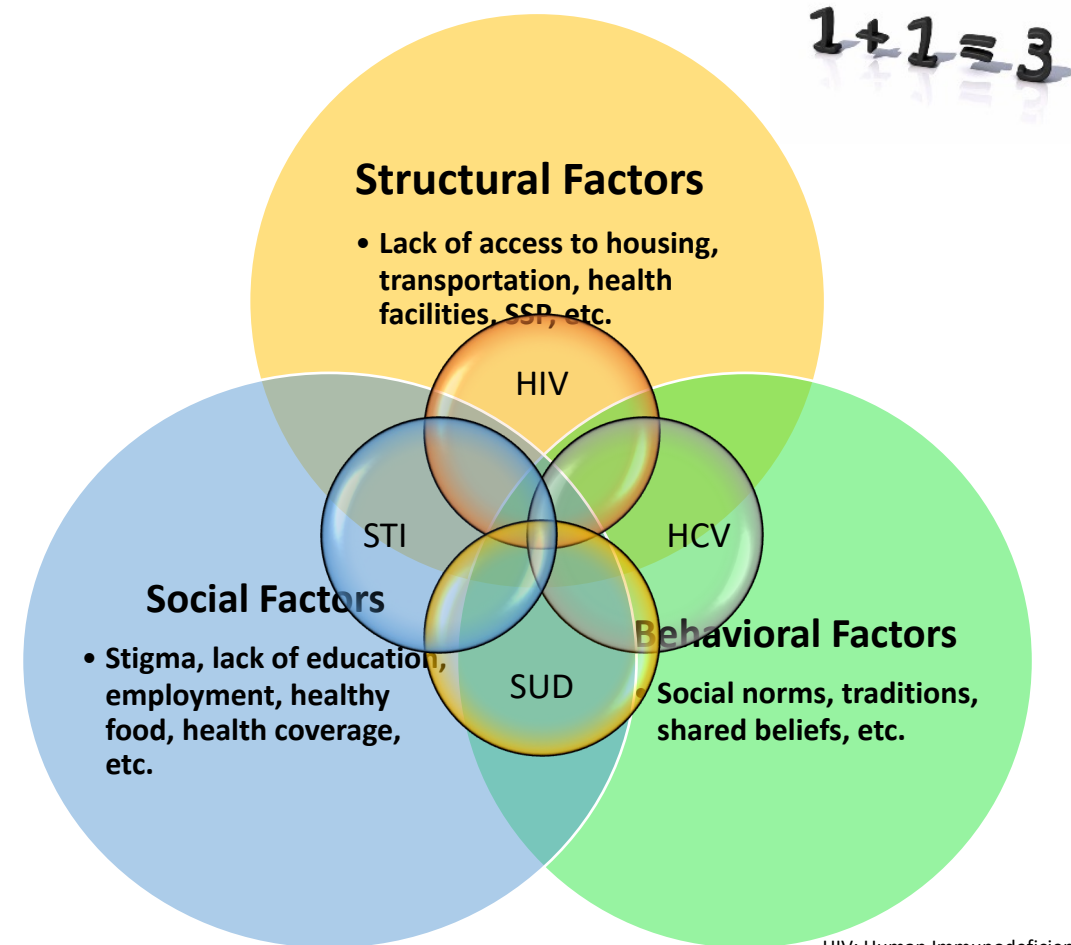 1 + 1 = 3
Structural Factors
• Lack of access to housing,
transportation, health
facilities, SSP, etc.
HIV
STI
HCV
Social Factors
• Stigma, lack of education,
employment, healthy
food, health coverage,
etc.
Behavioral Factors
• Social norms, traditions,
shared beliefs, etc.
SUD
HIV: Human